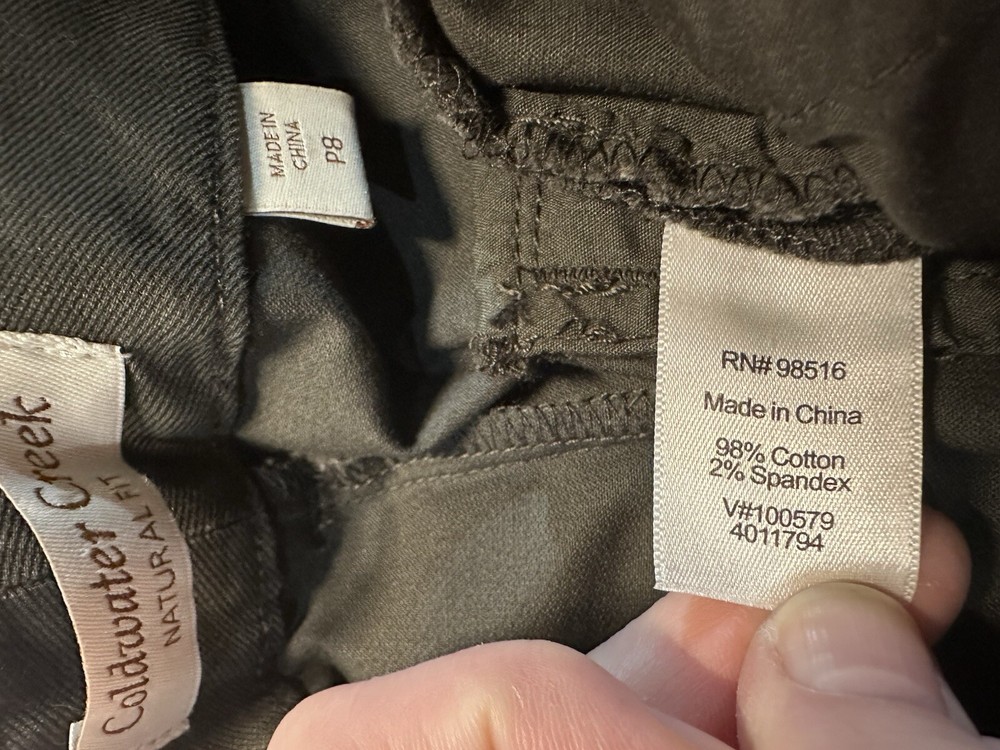 MADE IN
CHINA
P8
Coldwater Creek
NATURAL FIT
RN# 98516
Made in China
98% Cotton
2% Spandex
V#100579
4011794